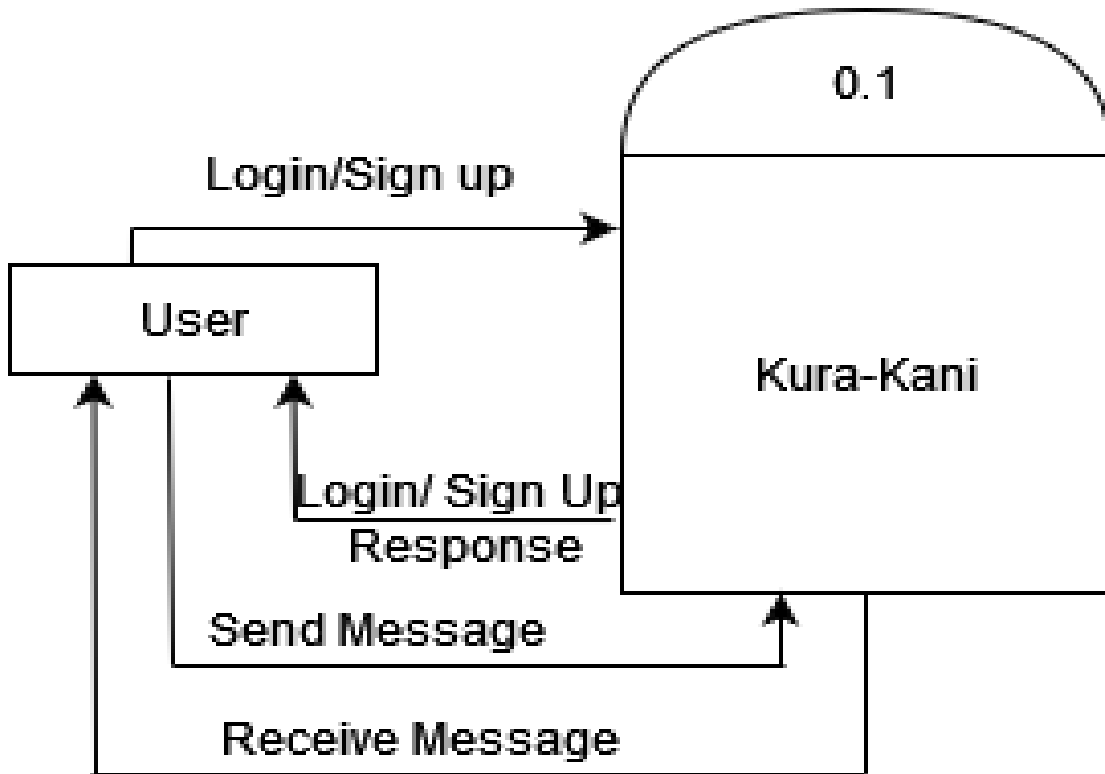 0.1
Login/Sign up
User
Kura-Kani
Login/ Sign Up
Response
Send Message
Receive Message